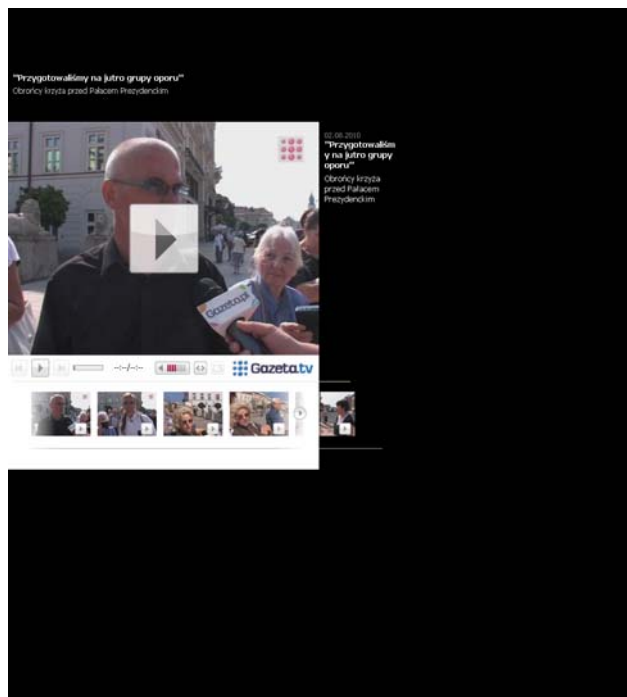 "Przygotowaliśmy na jutro grupy oporu"
Obrońcy krzyża przed Pałacem Prezydenckim
02.08.2010
"Przygotowaliśm
y na jutro grupy
oporu"
Obrońcy krzyża
przed Pałacem
Prezydenckim
Gazeta.pl
--:--/--:--
Gazeta.tv